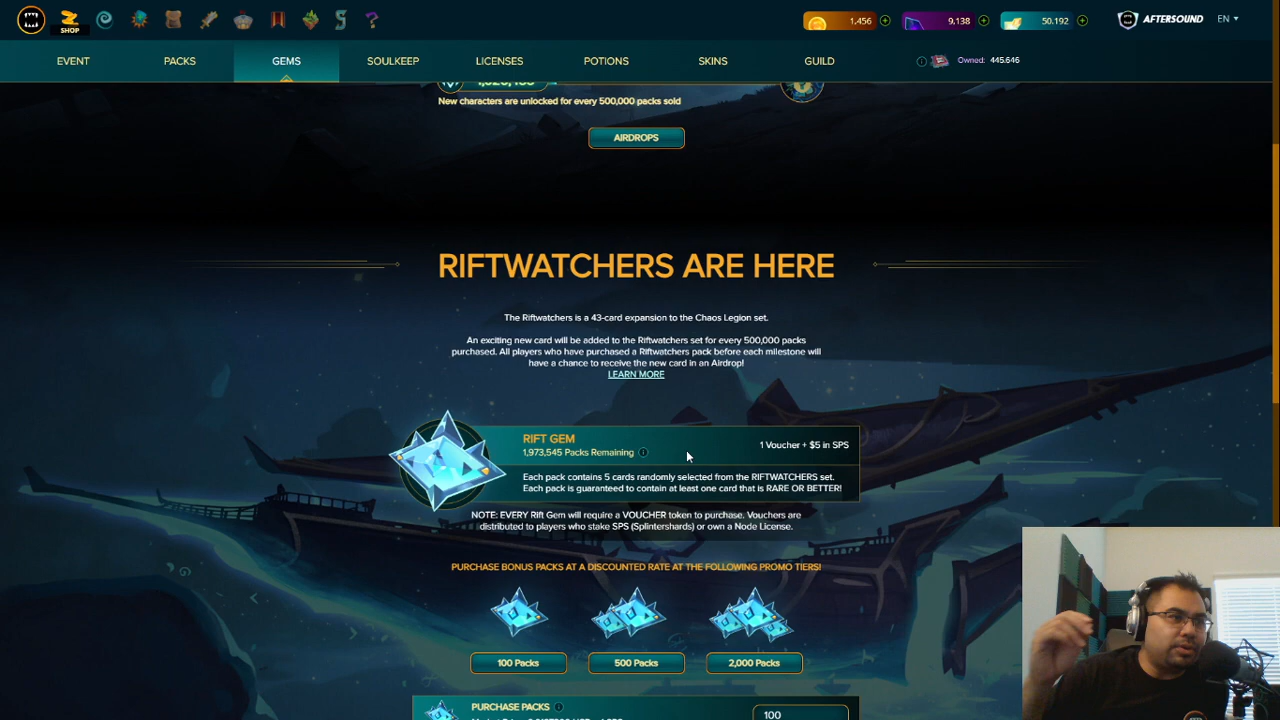 SHOP
1,456
9,138
50.192
AFTERSOUND
EN
EVENT
PACKS
GEMS
SOULKEEP
LICENSES
POTIONS
SKINS
GUILD
Owned: 445.646
New characters are unlocked for every 500,000 packs sold
AIRDROPS
RIFTWATCHERS ARE HERE
The Riftwatchers is a 43-card expansion to the Chaos Legion set.
An exciting new card will be added to the Riftwatchers set for every 500,000 packs
purchased. All players who have purchased a Riftwatchers pack before each milestone will
have a chance to receive the new card in an Airdrop!
LEARN MORE
RIFT GEM
1 Voucher + $5 in SPS
1,973,545 Packs Remaining
Each pack contains 5 cards randomly selected from the RIFTWATCHERS set.
Each pack is guaranteed to contain at least one card that is RARE OR BETTER!
NOTE: EVERY Rift Gem will require a VOUCHER token to purchase. Vouchers are
distributed to players who stake SPS (Splintershards) or own a Node License.
PURCHASE BONUS PACKS AT A DISCOUNTED RATE AT THE FOLLOWING PROMO TIERS!
100 Packs
500 Packs
2,000 Packs
PURCHASE PACKS
100